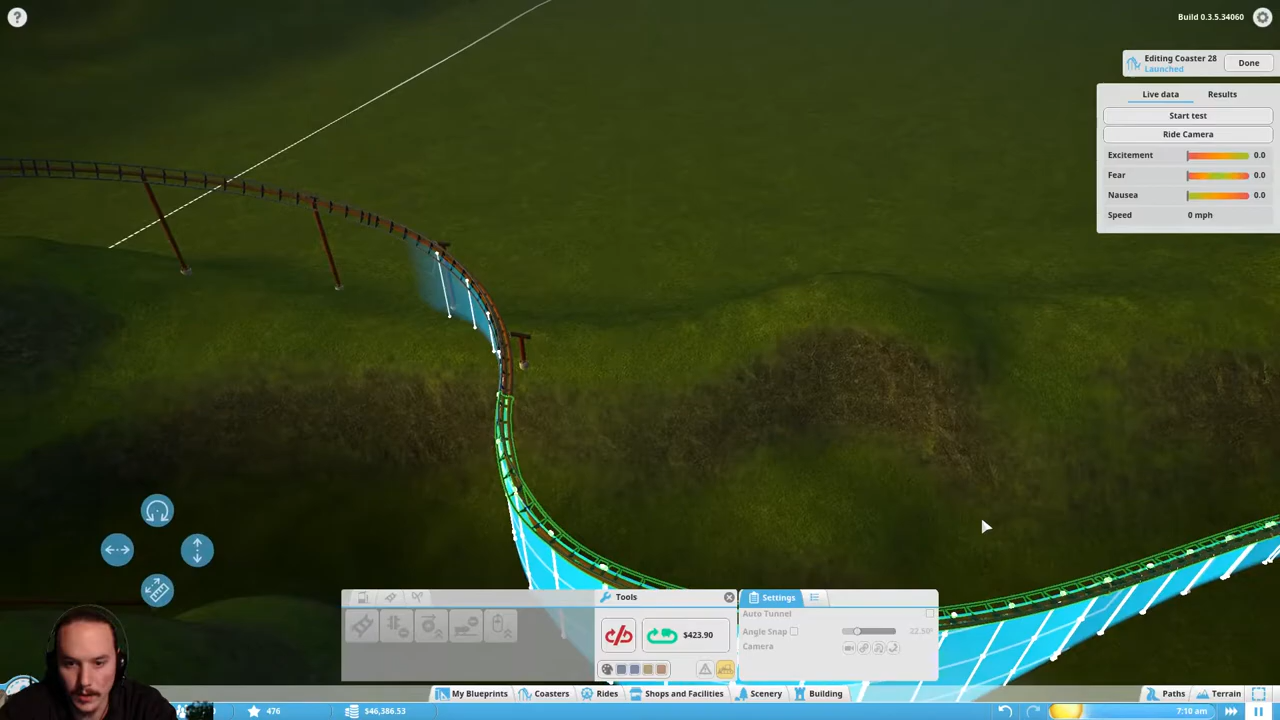 ?
Build 0.3.5.34060
Editing Coaster 28
Launched
Done
Live data
Results
Start test
Ride Camera
Excitement 0.0
Fear 0.0
Nausea 0.0
Speed 0 mph
Tools
$423.90
Settings
Auto Tunnel
Angle Snap 22.50°
Camera
My Blueprints
Coasters
Rides
Shops and Facilities
Scenery
Building
Paths
Terrain
476
$46,386.53
7:10 am